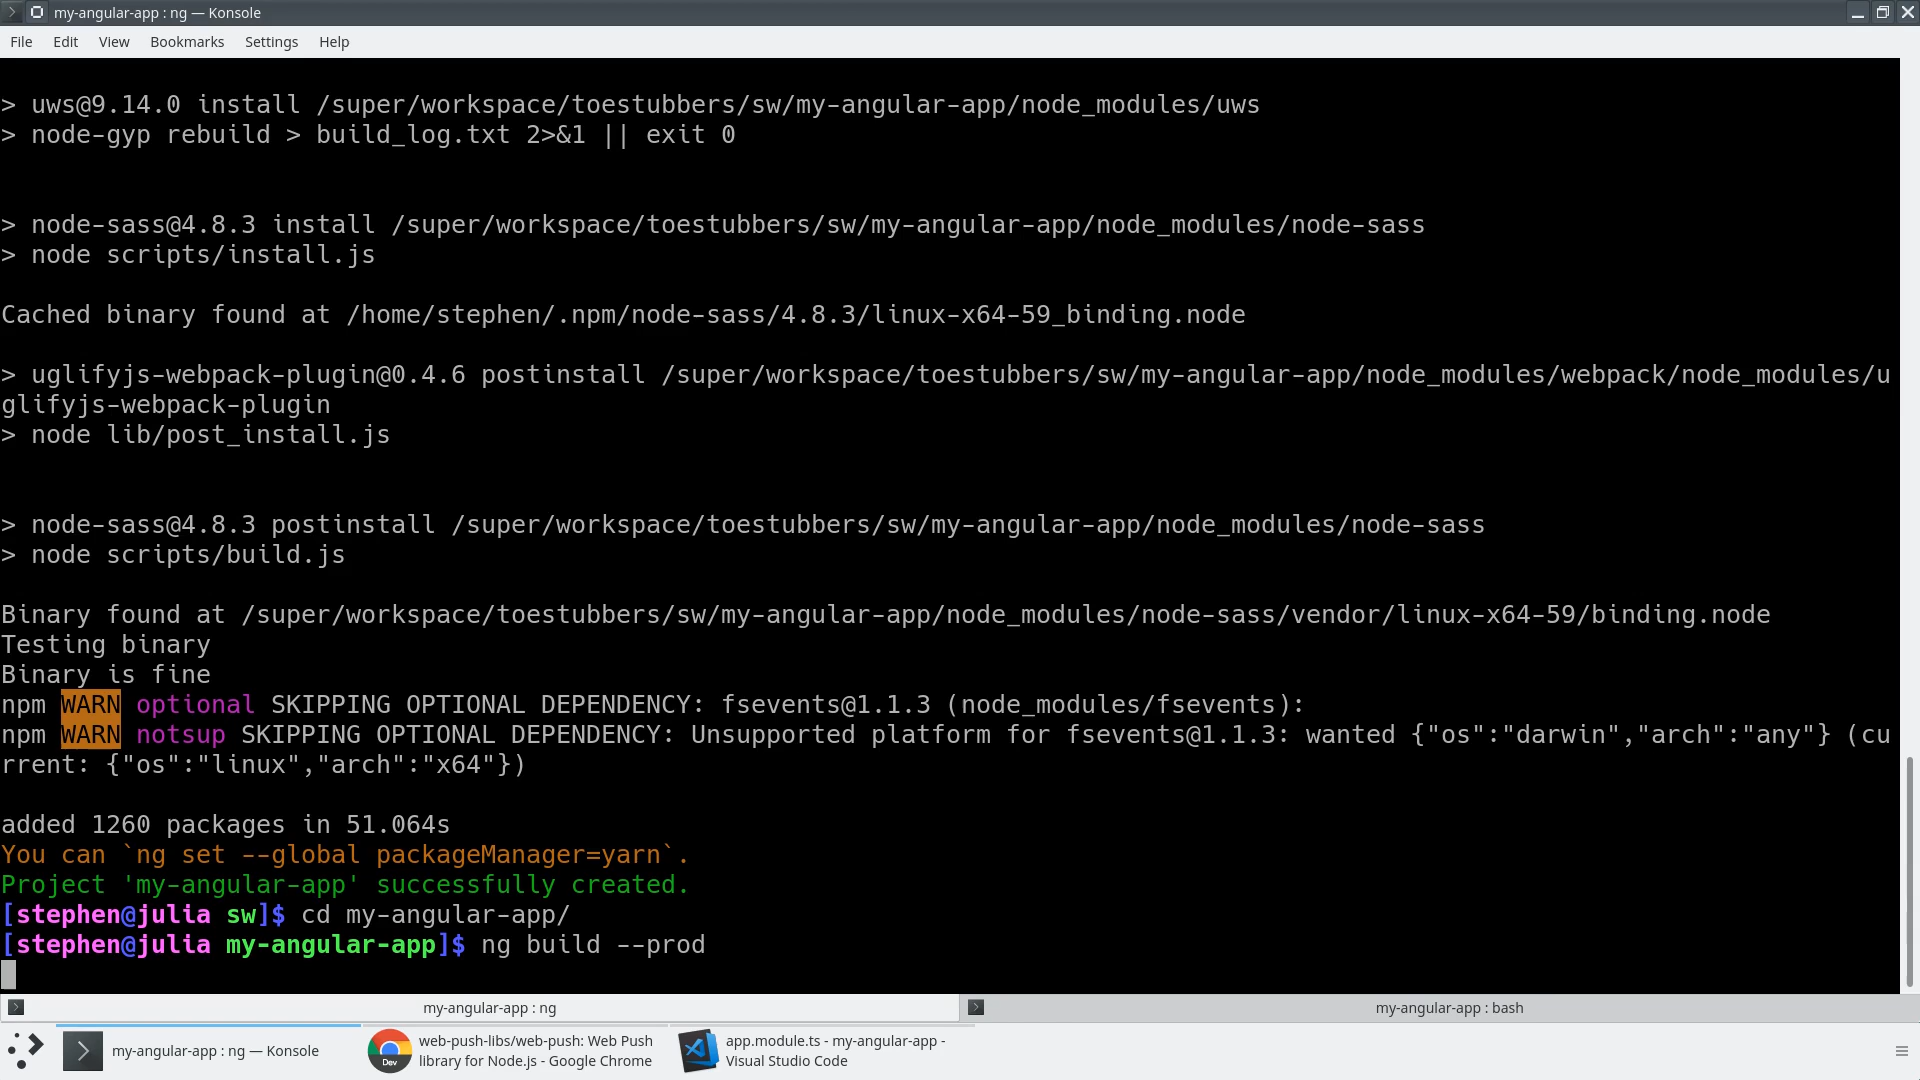 my-angular-app : ng — Konsole
File Edit View Bookmarks Settings Help
> uws@9.14.0 install /super/workspace/toestubbers/sw/my-angular-app/node_modules/uws
> node-gyp rebuild > build_log.txt 2>&1 || exit 0
> node-sass@4.8.3 install /super/workspace/toestubbers/sw/my-angular-app/node_modules/node-sass
> node scripts/install.js
Cached binary found at /home/stephen/.npm/node-sass/4.8.3/linux-x64-59_binding.node
> uglifyjs-webpack-plugin@0.4.6 postinstall /super/workspace/toestubbers/sw/my-angular-app/node_modules/webpack/node_modules/u
glifyjs-webpack-plugin
> node lib/post_install.js
> node-sass@4.8.3 postinstall /super/workspace/toestubbers/sw/my-angular-app/node_modules/node-sass
> node scripts/build.js
Binary found at /super/workspace/toestubbers/sw/my-angular-app/node_modules/node-sass/vendor/linux-x64-59/binding.node
Testing binary
Binary is fine
npm WARN optional SKIPPING OPTIONAL DEPENDENCY: fsevents@1.1.3 (node_modules/fsevents):
npm WARN notsup SKIPPING OPTIONAL DEPENDENCY: Unsupported platform for fsevents@1.1.3: wanted {"os":"darwin","arch":"any"} (cu
rrent: {"os":"linux","arch":"x64"})
added 1260 packages in 51.064s
You can `ng set --global packageManager=yarn`.
Project 'my-angular-app' successfully created.
[stephen@julia sw]$ cd my-angular-app/
[stephen@julia my-angular-app]$ ng build --prod
my-angular-app : ng
my-angular-app : bash
my-angular-app : ng — Konsole
Dev
web-push-libs/web-push: Web Push
library for Node.js - Google Chrome
app.module.ts - my-angular-app -
Visual Studio Code